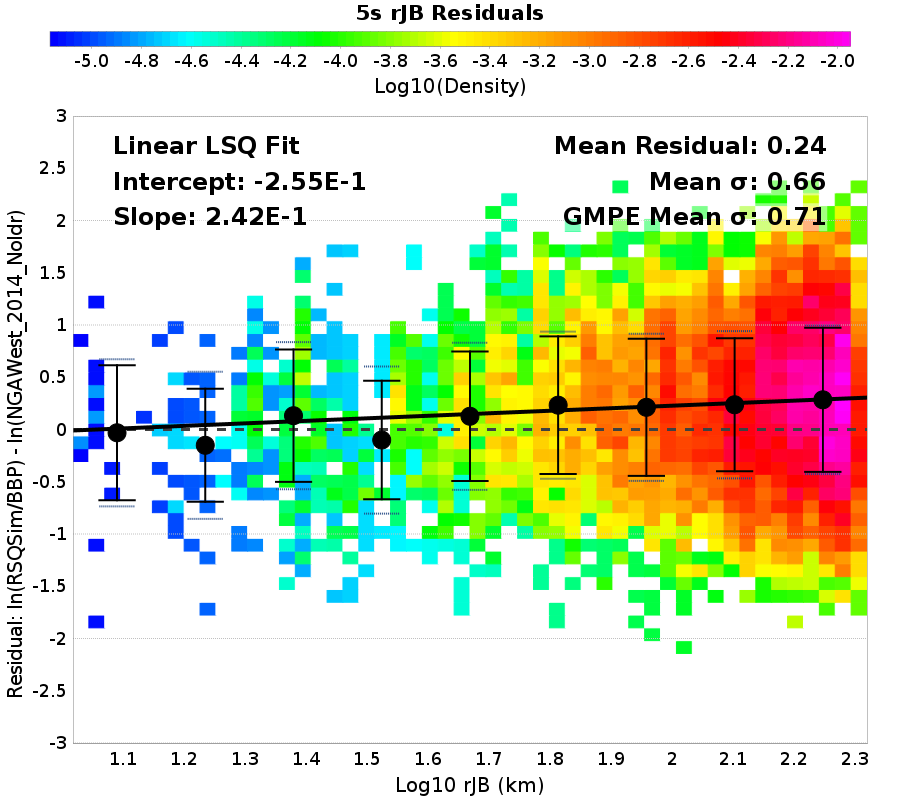 5s rJB Residuals
-5.0 -4.8 -4.6 -4.4 -4.2 -4.0 -3.8 -3.6 -3.4 -3.2 -3.0 -2.8 -2.6 -2.4 -2.2 -2.0
Log10(Density)
Linear LSQ Fit
Intercept: -2.55E-1
Slope: 2.42E-1
Mean Residual: 0.24
Mean σ: 0.66
GMPE Mean σ: 0.71
Residual: ln(RSQSim/BBP) - ln(NGAWest_2014_NoIdr)
3
2.5
2
1.5
1
0.5
0
-0.5
-1
-1.5
-2
-2.5
-3
1.1 1.2 1.3 1.4 1.5 1.6 1.7 1.8 1.9 2 2.1 2.2 2.3
Log10 rJB (km)